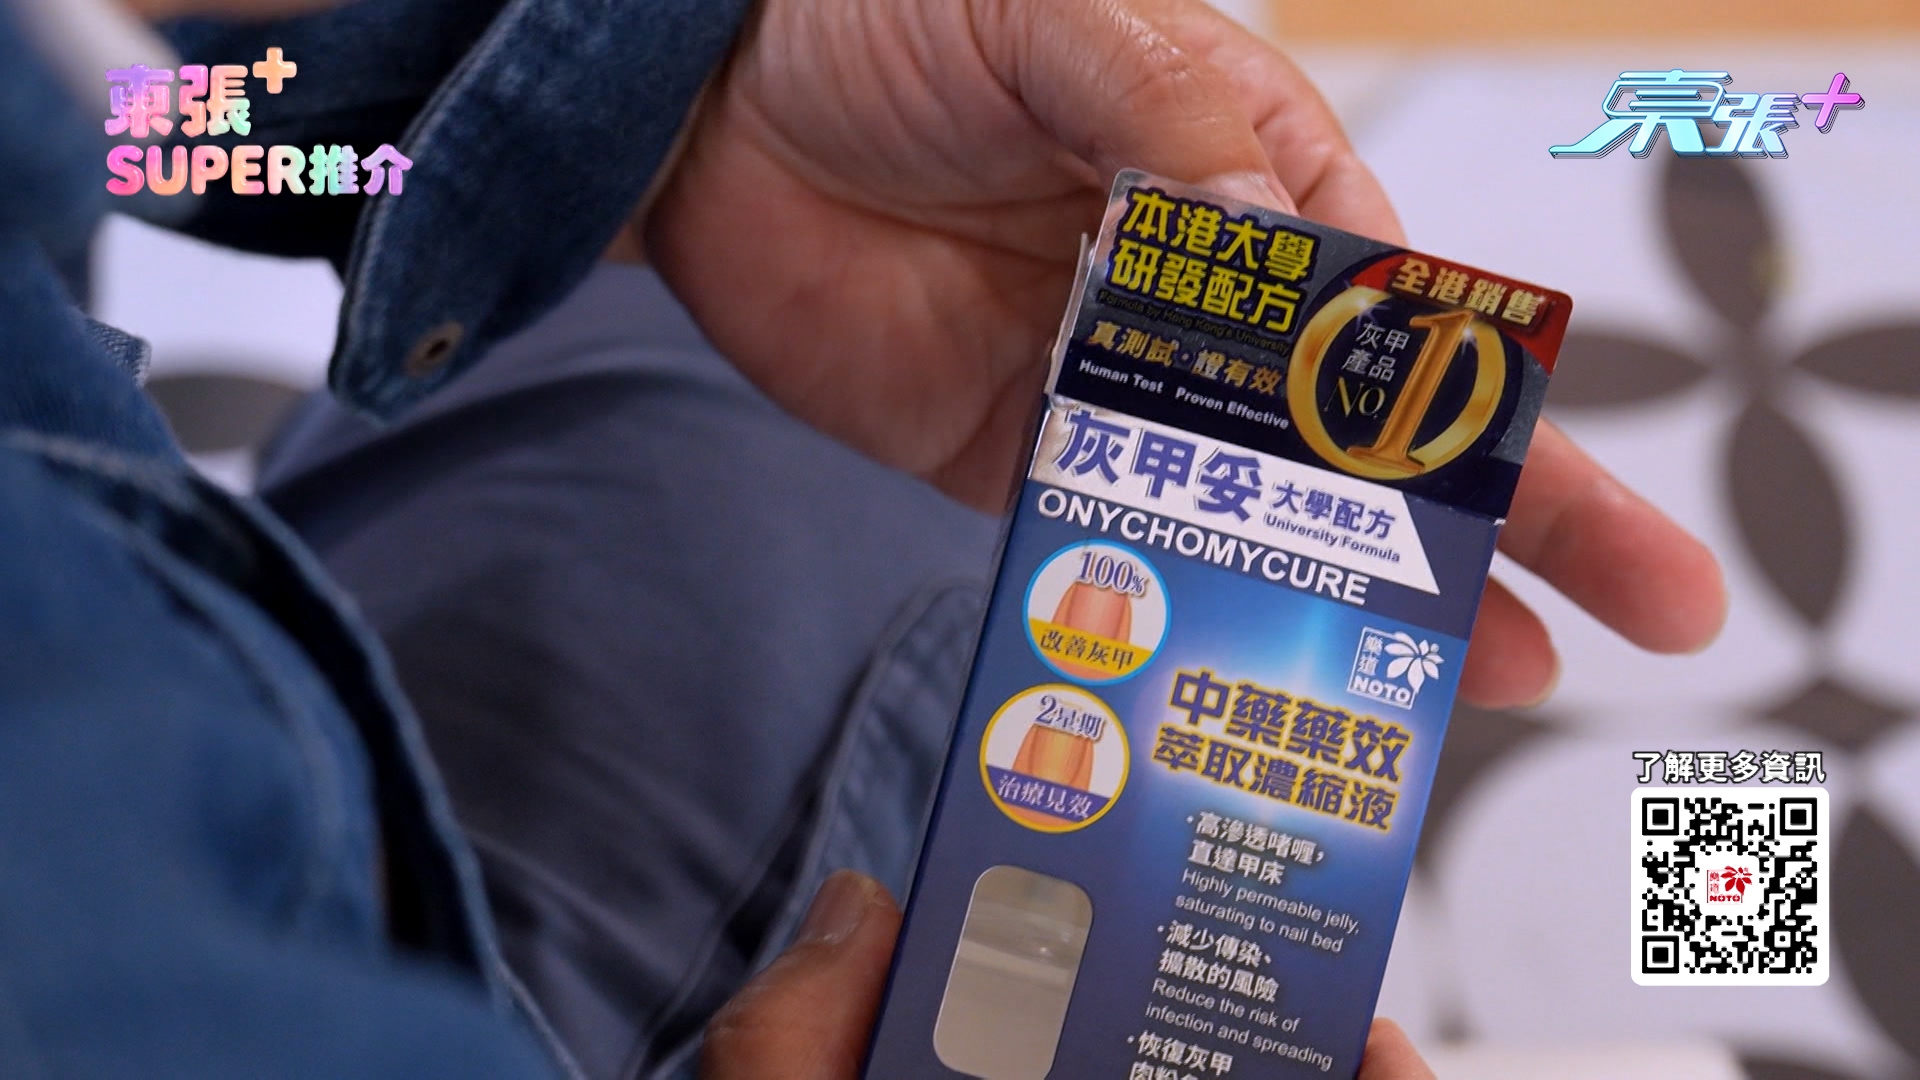 東張+
SUPER推介
東張+
本港大學
研發配方
Formula by Hong Kong's University
真測試·證有效
Human Test Proven Effective
全港銷售
灰甲
產品
NO.
1
灰甲妥 大學配方
University Formula
ONYCHOMYCURE
100%
改善灰甲
2星期
治療見效
樂道
NOTO
中藥藥效
萃取濃縮液
·高滲透啫喱,
直達甲床
Highly permeable jelly,
saturating to nail bed
·減少傳染、
擴散的風險
Reduce the risk of
infection and spreading
·恢復灰甲
了解更多資訊
樂道
NOTO